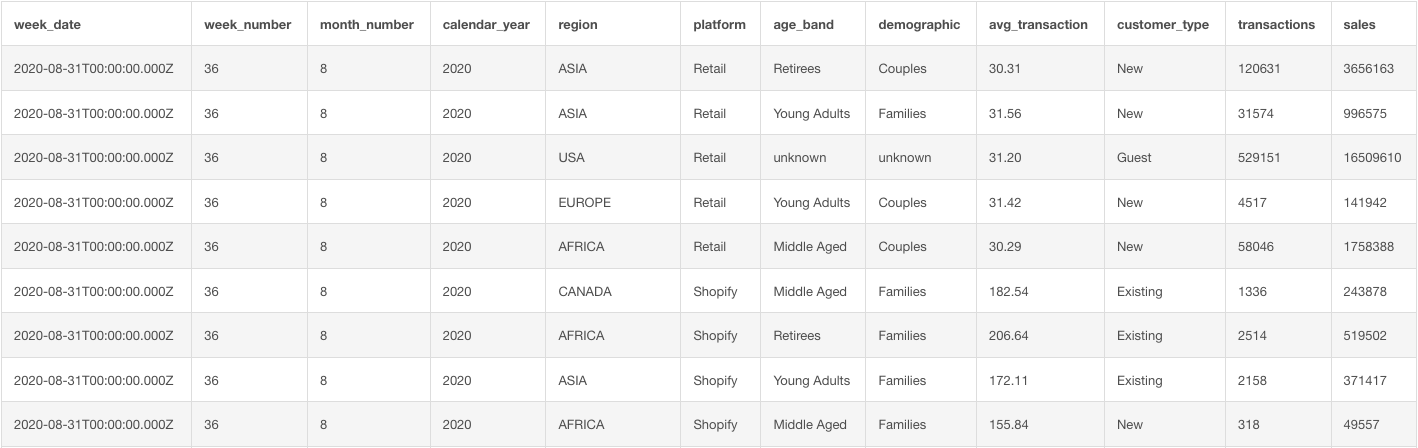 week_date week_number month_number calendar_year region platform age_band demographic avg_transaction customer_type transactions sales
2020-08-31T00:00:00.000Z 36 8 2020 ASIA Retail Retirees Couples 30.31 New 120631 3656163
2020-08-31T00:00:00.000Z 36 8 2020 ASIA Retail Young Adults Families 31.56 New 31574 996575
2020-08-31T00:00:00.000Z 36 8 2020 USA Retail unknown unknown 31.20 Guest 529151 16509610
2020-08-31T00:00:00.000Z 36 8 2020 EUROPE Retail Young Adults Couples 31.42 New 4517 141942
2020-08-31T00:00:00.000Z 36 8 2020 AFRICA Retail Middle Aged Couples 30.29 New 58046 1758388
2020-08-31T00:00:00.000Z 36 8 2020 CANADA Shopify Middle Aged Families 182.54 Existing 1336 243878
2020-08-31T00:00:00.000Z 36 8 2020 AFRICA Shopify Retirees Families 206.64 Existing 2514 519502
2020-08-31T00:00:00.000Z 36 8 2020 ASIA Shopify Young Adults Families 172.11 Existing 2158 371417
2020-08-31T00:00:00.000Z 36 8 2020 AFRICA Shopify Middle Aged Families 155.84 New 318 49557